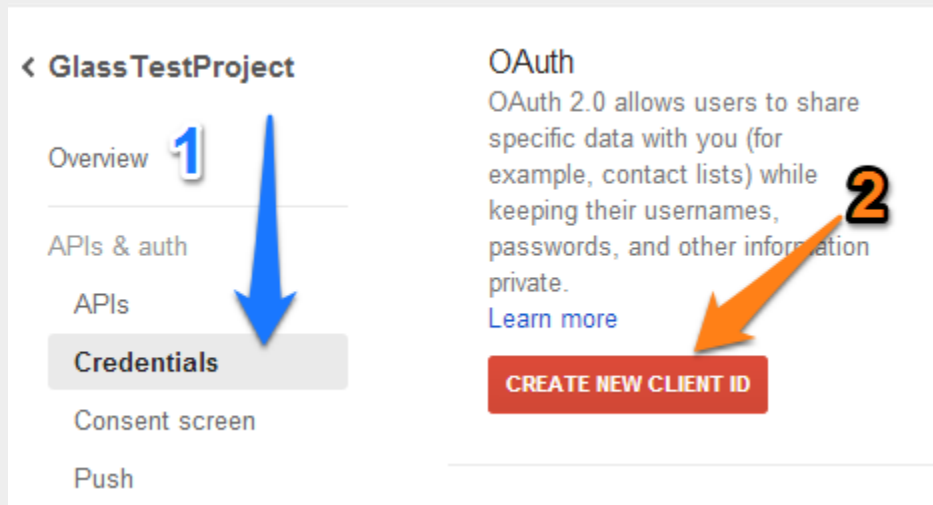 GlassTestProject
Overview
1
APIs & auth
APIs
Credentials
Consent screen
Push
OAuth
OAuth 2.0 allows users to share
specific data with you (for
example, contact lists) while
keeping their usernames,
passwords, and other information
private.
Learn more
2
CREATE NEW CLIENT ID